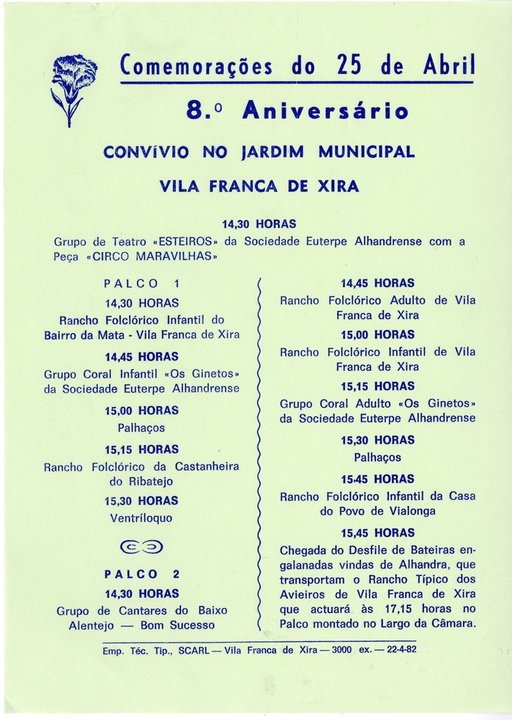 Comemorações do 25 de Abril
8.º Aniversário
CONVÍVIO NO JARDIM MUNICIPAL
VILA FRANCA DE XIRA
14,30 HORAS
Grupo de Teatro «ESTEIROS» da Sociedade Euterpe Alhandrense com a
Peça «CIRCO MARAVILHAS»
PALCO 1
14,30 HORAS
Rancho Folclórico Infantil do
Bairro da Mata - Vila Franca de Xira
14,45 HORAS
Grupo Coral Infantil «Os Ginetos»
da Sociedade Euterpe Alhandrense
15,00 HORAS
Palhaços
15,15 HORAS
Rancho Folclórico da Castanheira
do Ribatejo
15,30 HORAS
Ventríloquo
PALCO 2
14,30 HORAS
Grupo de Cantares do Baixo
Alentejo — Bom Sucesso
14,45 HORAS
Rancho Folclórico Adulto de Vila
Franca de Xira
15,00 HORAS
Rancho Folclórico Infantil de Vila
Franca de Xira
15,15 HORAS
Grupo Coral Adulto «Os Ginetos»
da Sociedade Euterpe Alhandrense
15,30 HORAS
Palhaços
15-45 HORAS
Rancho Folclórico Infantil da Casa
do Povo de Vialonga
15,45 HORAS
Chegada do Desfile de Bateiras en-
galanadas vindas de Alhandra, que
transportam o Rancho Típico dos
Avieiros de Vila Franca de Xira
que actuará às 17,15 horas no
Palco montado no Largo da Câmara.
Emp. Téc. Tip., SCARL — Vila Franca de Xira — 3000 ex. — 22-4-82